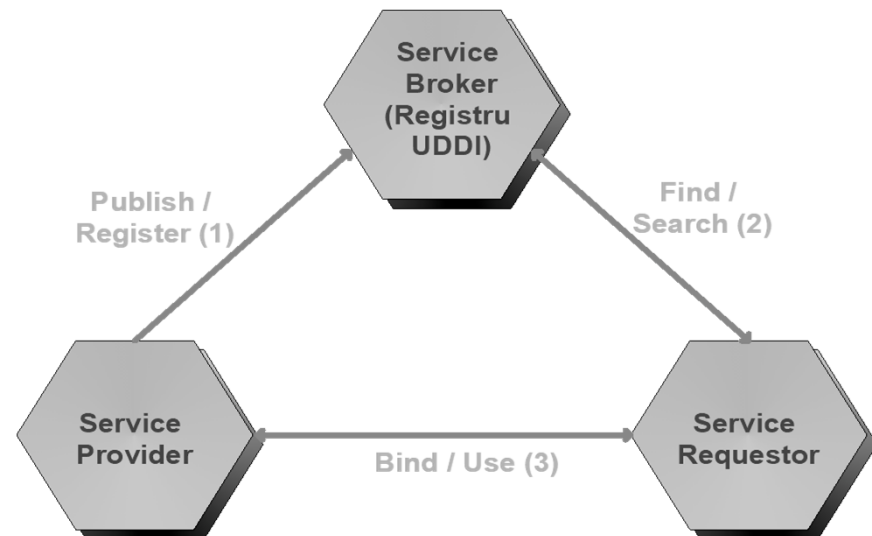 Service
Broker
(Registru
UDDI)
Publish /
Register (1)
Find /
Search (2)
Service
Provider
Bind / Use (3)
Service
Requestor